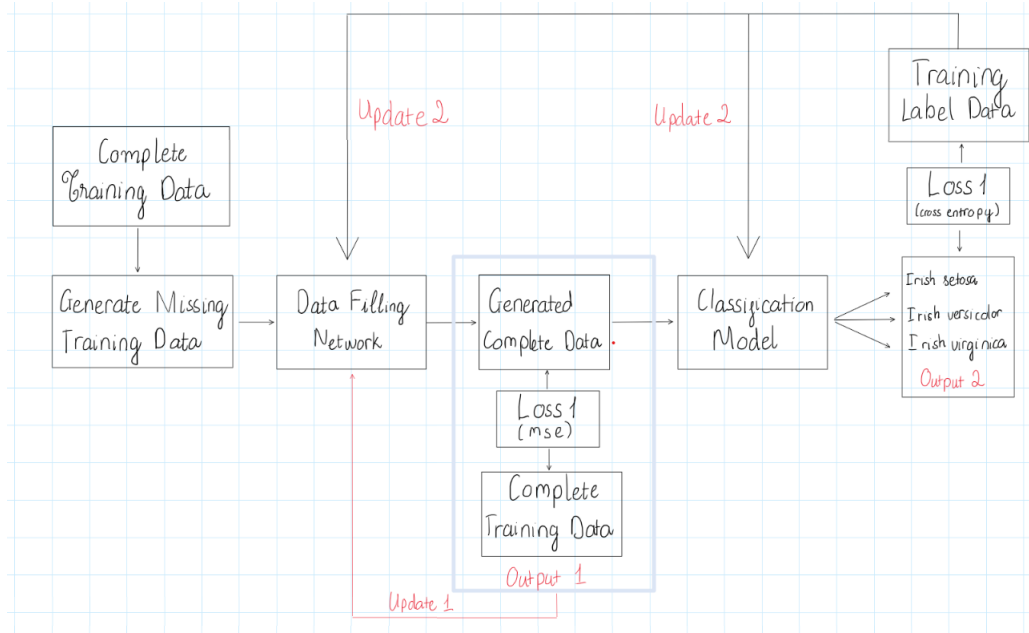 Training
Label Data
Update 2
Update 2
Complete
Training Data
Loss 1
(cross entropy)
Generate Missing
Training Data
Data Filling
Network
Generated
Complete Data
Classification
Model
Irish setosa
Irish versicolor
Irish virginica
Output 2
Loss 1
(mse)
Complete
Training Data
Output 1
Update 1